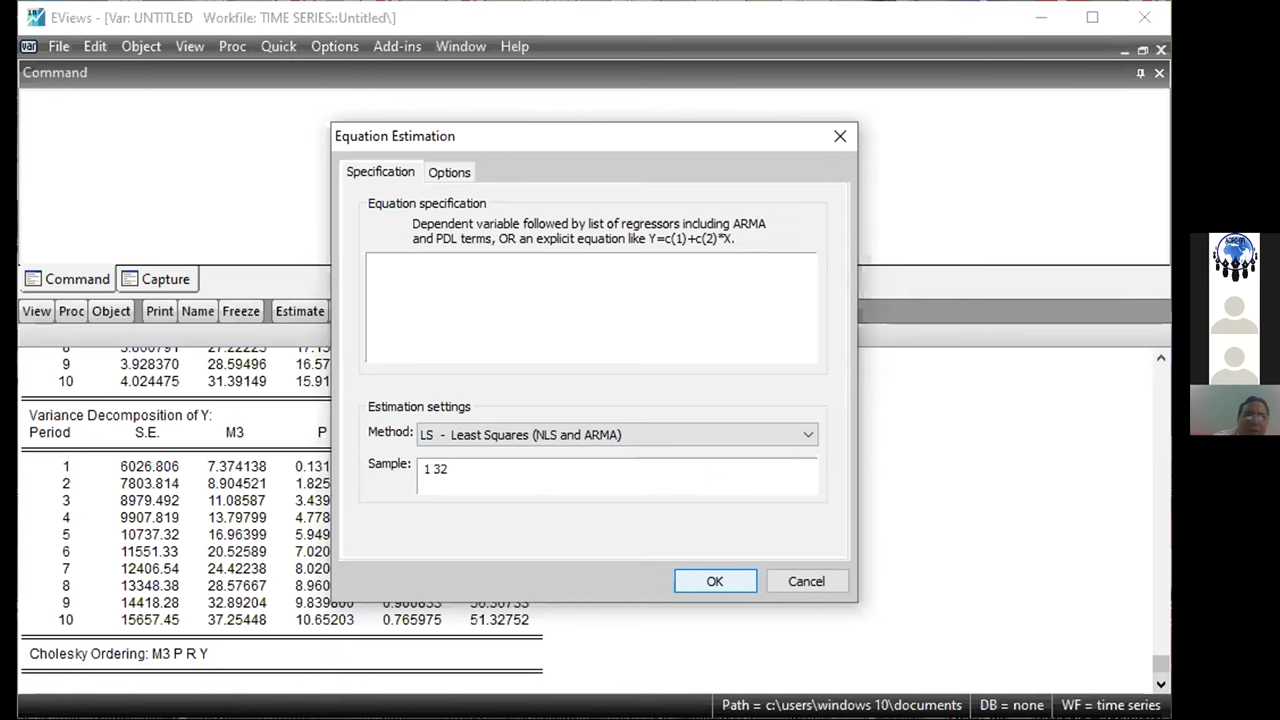 EViews - [Var: UNTITLED   Workfile: TIME SERIES::Untitled\]
var File Edit Object View Proc Quick Options Add-ins Window Help
Command
Equation Estimation
Specification Options
Equation specification
Dependent variable followed by list of regressors including ARMA
and PDL terms, OR an explicit equation like Y=c(1)+c(2)*X.
Command Capture
View Proc Object Print Name Freeze Estimate
9 3.928370 28.59496 16.57
10 4.024475 31.39149 15.91
Estimation settings
Variance Decomposition of Y:
Period S.E. M3 P
Method: LS - Least Squares (NLS and ARMA)
Sample: 1 32
1 6026.806 7.374138 0.131
2 7803.814 8.904521 1.825
3 8979.492 11.08587 3.439
4 9907.819 13.79799 4.778
5 10737.32 16.96399 5.949
6 11551.33 20.52589 7.020
7 12406.54 24.42238 8.020
8 13348.38 28.57667 8.960
OK Cancel
9 14418.28 32.89204
10 15657.45 37.25448 10.65203 0.765975 51.32752
Cholesky Ordering: M3 P R Y
Path = c:\users\windows 10\documents DB = none WF = time series